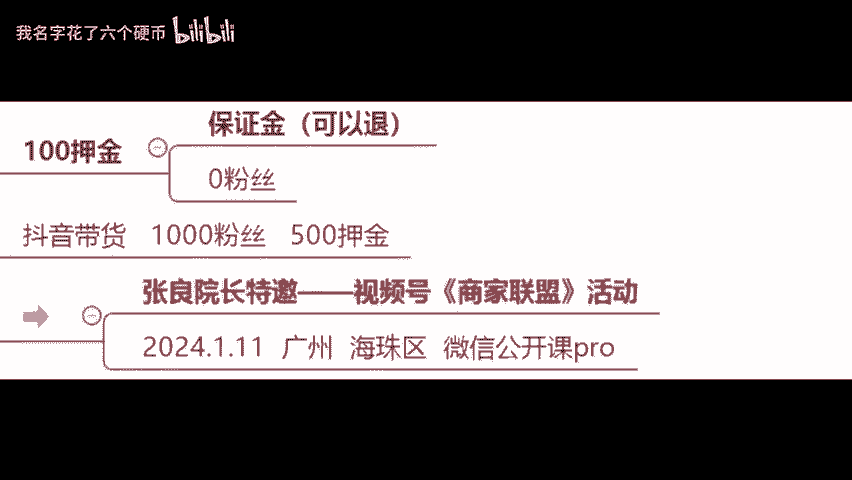 我名字花了六个硬币 bilibili
保证金（可以退）
100押金
0粉丝
抖音带货 1000粉丝 500押金
张良院长特邀——视频号《商家联盟》活动
2024.1.11 广州 海珠区 微信公开课pro